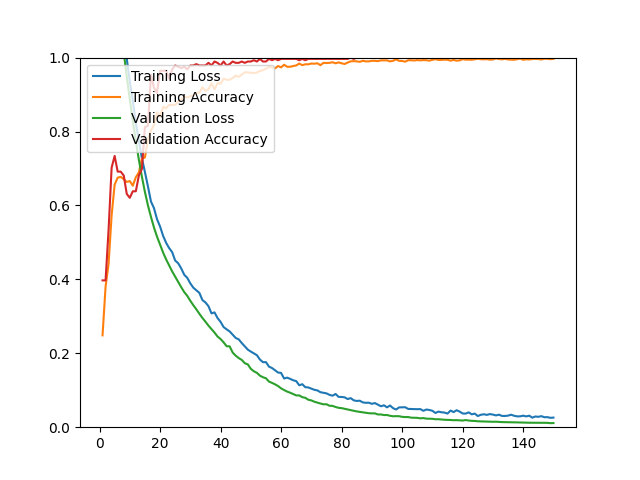 1.0
0.8
0.6
0.4
0.2
0.0
Training Loss
Training Accuracy
Validation Loss
Validation Accuracy
0 20 40 60 80 100 120 140